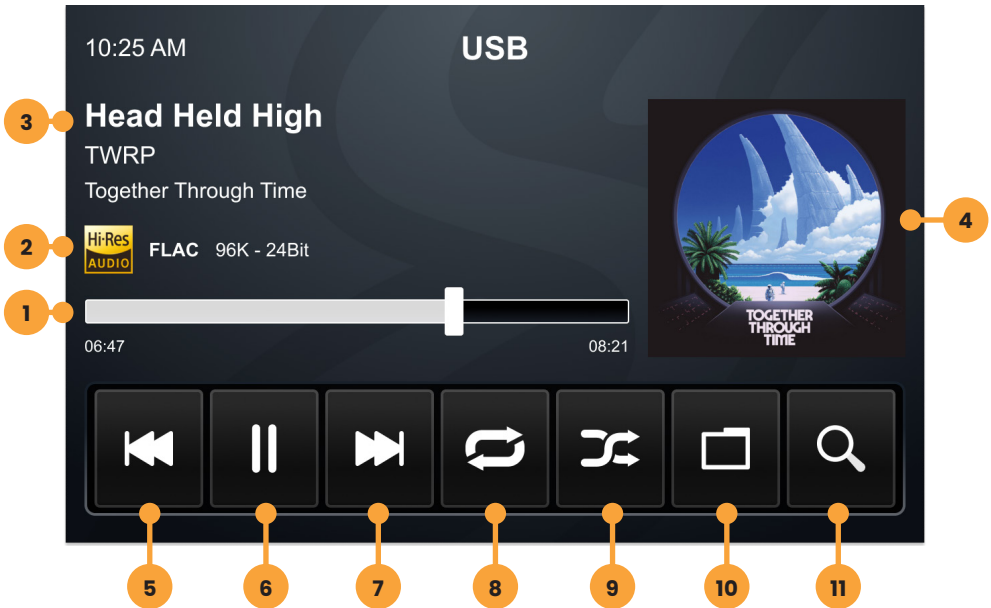 10:25 AM
USB
3
Head Held High
TWRP
Together Through Time
4
2
Hi-Res
AUDIO
FLAC 96K - 24Bit
1
06:47
08:21
TOGETHER
THROUGH
TIME
5
6
7
8
9
10
11